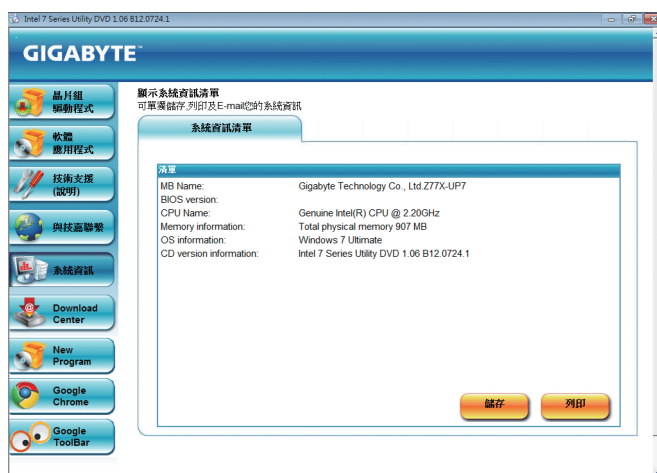 Intel 7 Series Utility DVD 1.06 B12.0724.1
GIGABYTE™
晶片組
驅動程式
軟體
應用程式
技術支援
(說明)
與技嘉聯繫
系統資訊
Download
Center
New
Program
Google
Chrome
Google
ToolBar
顯示系統資訊清單
可單獨儲存,列印及E-mail您的系統資訊
系統資訊清單
清單
MB Name: Gigabyte Technology Co., Ltd.Z77X-UP7
BIOS version:
CPU Name: Genuine Intel(R) CPU @ 2.20GHz
Memory information: Total physical memory 907 MB
OS information: Windows 7 Ultimate
CD version information: Intel 7 Series Utility DVD 1.06 B12.0724.1
儲存 列印